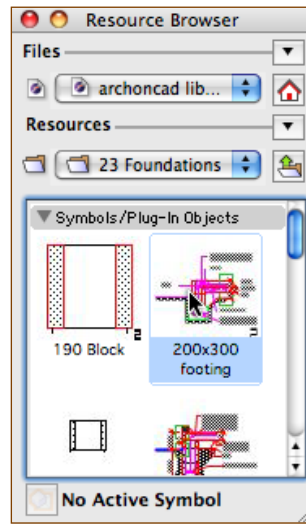 Resource Browser
Files
archoncad lib...
Resources
23 Foundations
Symbols/Plug-In Objects
190 Block
200x300
footing
No Active Symbol